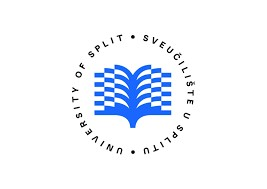 UNIVERSITY OF SPLIT •
SVEUČILIŠTE U SPLITU •